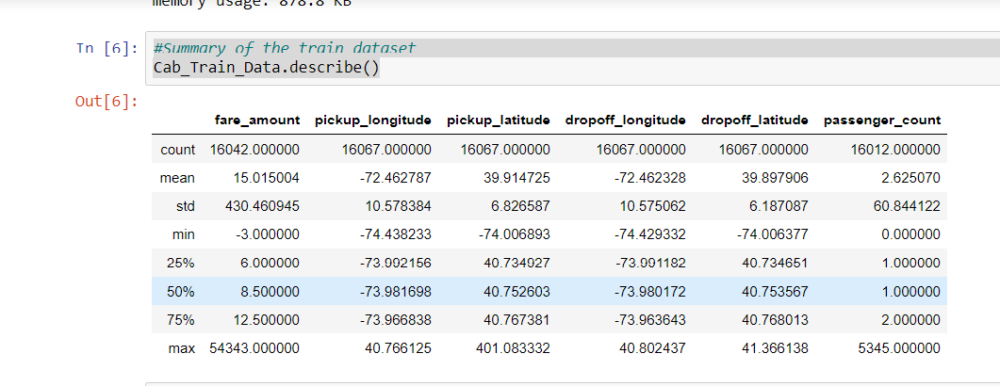 memory usage: 878.8 KB
In [6]: #Summary of the train dataset
Cab_Train_Data.describe()
Out[6]:
fare_amount pickup_longitude pickup_latitude dropoff_longitude dropoff_latitude passenger_count
count 16042.000000 16067.000000 16067.000000 16067.000000 16067.000000 16012.000000
mean 15.015004 -72.462787 39.914725 -72.462328 39.897906 2.625070
std 430.460945 10.578384 6.826587 10.575062 6.187087 60.844122
min -3.000000 -74.438233 -74.006893 -74.429332 -74.006377 0.000000
25% 6.000000 -73.992156 40.734927 -73.991182 40.734651 1.000000
50% 8.500000 -73.981698 40.752603 -73.980172 40.753567 1.000000
75% 12.500000 -73.966838 40.767381 -73.963643 40.768013 2.000000
max 54343.000000 40.766125 401.083332 40.802437 41.366138 5345.000000